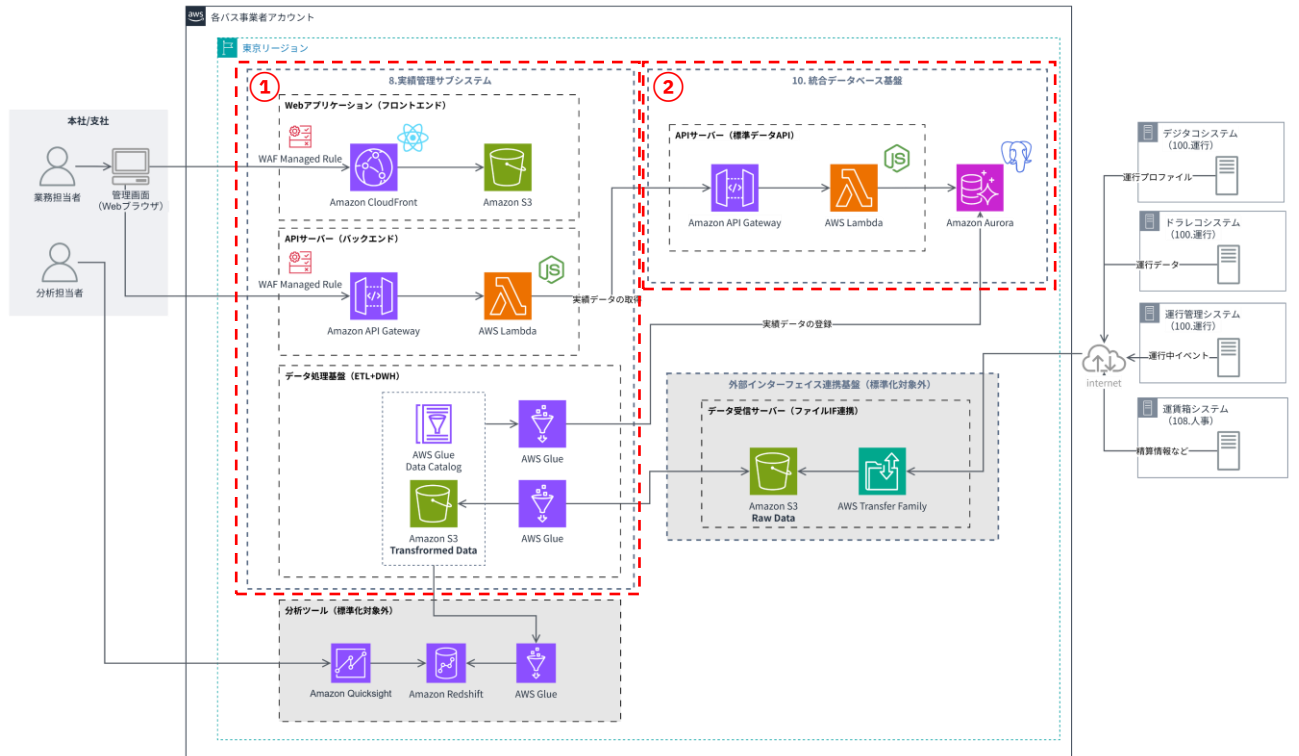 aws
各バス事業者アカウント
東京リージョン
①
8.実績管理サブシステム
Webアプリケーション（フロントエンド）
WAF Managed Rule
Amazon CloudFront
Amazon S3
APIサーバー（バックエンド）
WAF Managed Rule
Amazon API Gateway
JS
AWS Lambda
実績データの取得
データ処理基盤（ETL+DWH）
AWS Glue
Data Catalog
AWS Glue
Amazon S3
Transfrormed Data
AWS Glue
実績データの登録
分析ツール（標準化対象外）
Amazon Quicksight
Amazon Redshift
AWS Glue
②
10. 統合データベース基盤
APIサーバー（標準データAPI）
Amazon API Gateway
JS
AWS Lambda
Amazon Aurora
外部インターフェイス連携基盤（標準化対象外）
データ受信サーバー（ファイルIF連携）
Amazon S3
Raw Data
AWS Transfer Family
本社/支社
業務担当者
管理画面
（Webブラウザ）
分析担当者
internet
デジタコシステム
（100.運行）
運行プロファイル
ドラレコシステム
（100.運行）
運行データ
運行管理システム
（100.運行）
運行中イベント
運賃箱システム
（108.人事）
精算情報など